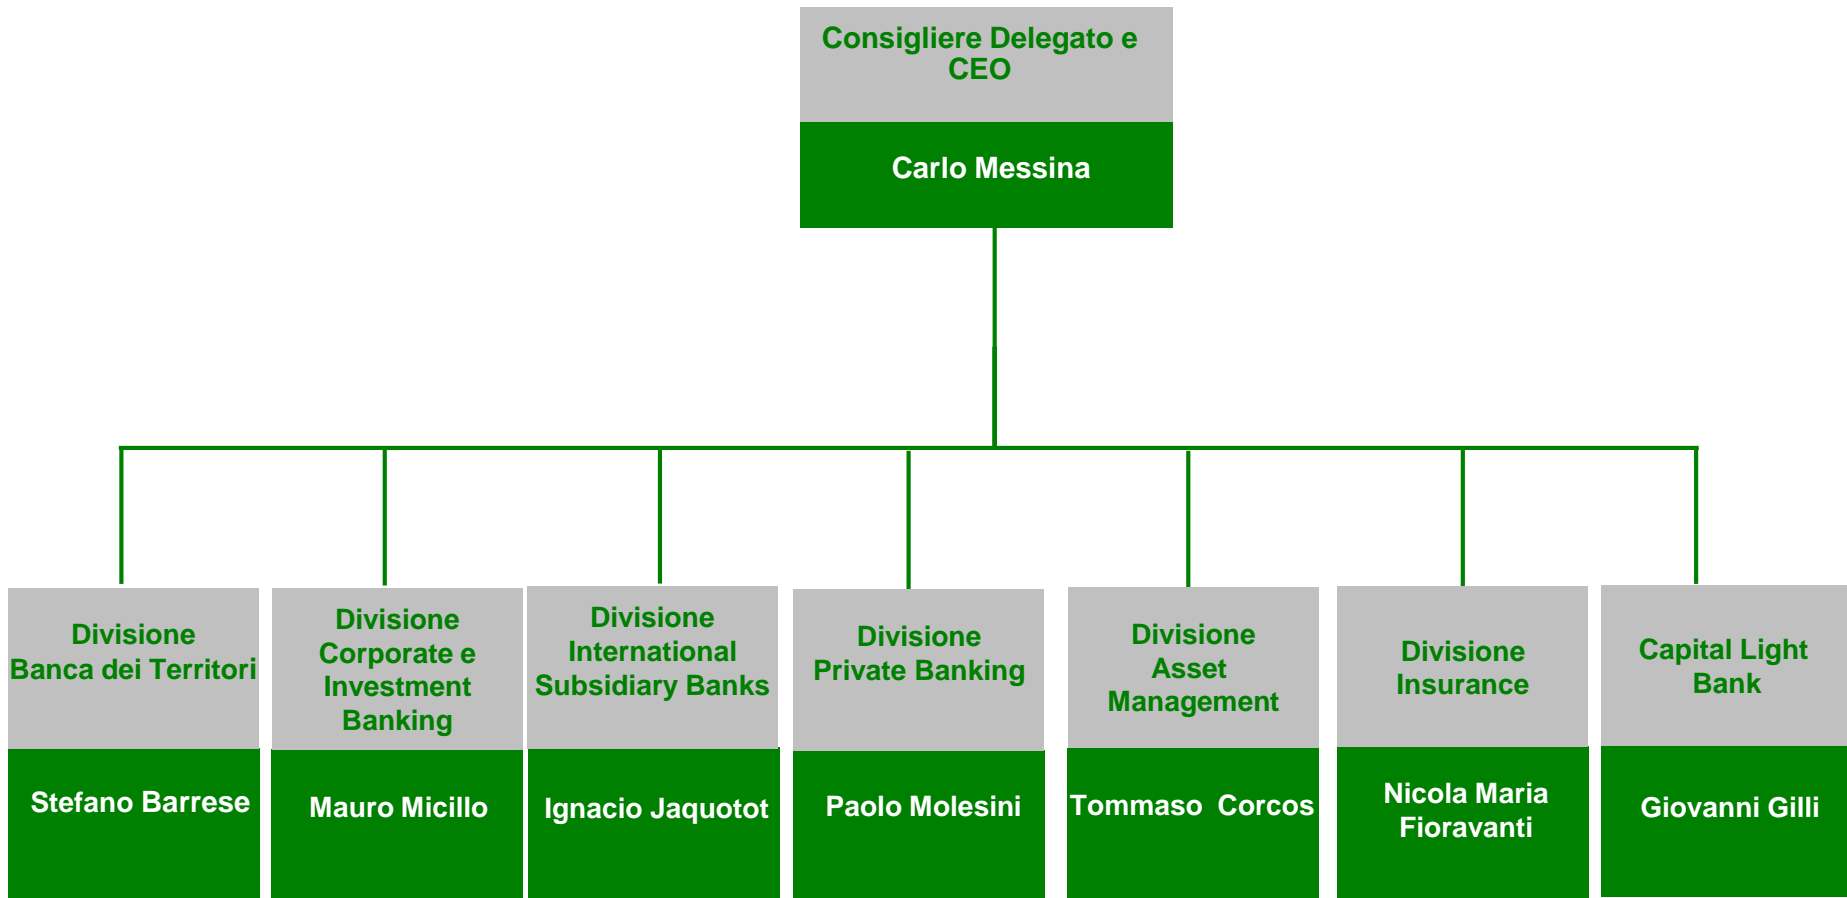 Consigliere Delegato e
CEO
Carlo Messina
Divisione
Banca dei Territori
Stefano Barrese
Divisione
Corporate e
Investment
Banking
Mauro Micillo
Divisione
International
Subsidiary Banks
Ignacio Jaquotot
Divisione
Private Banking
Paolo Molesini
Divisione
Asset
Management
Tommaso Corcos
Divisione
Insurance
Nicola Maria
Fioravanti
Capital Light
Bank
Giovanni Gilli